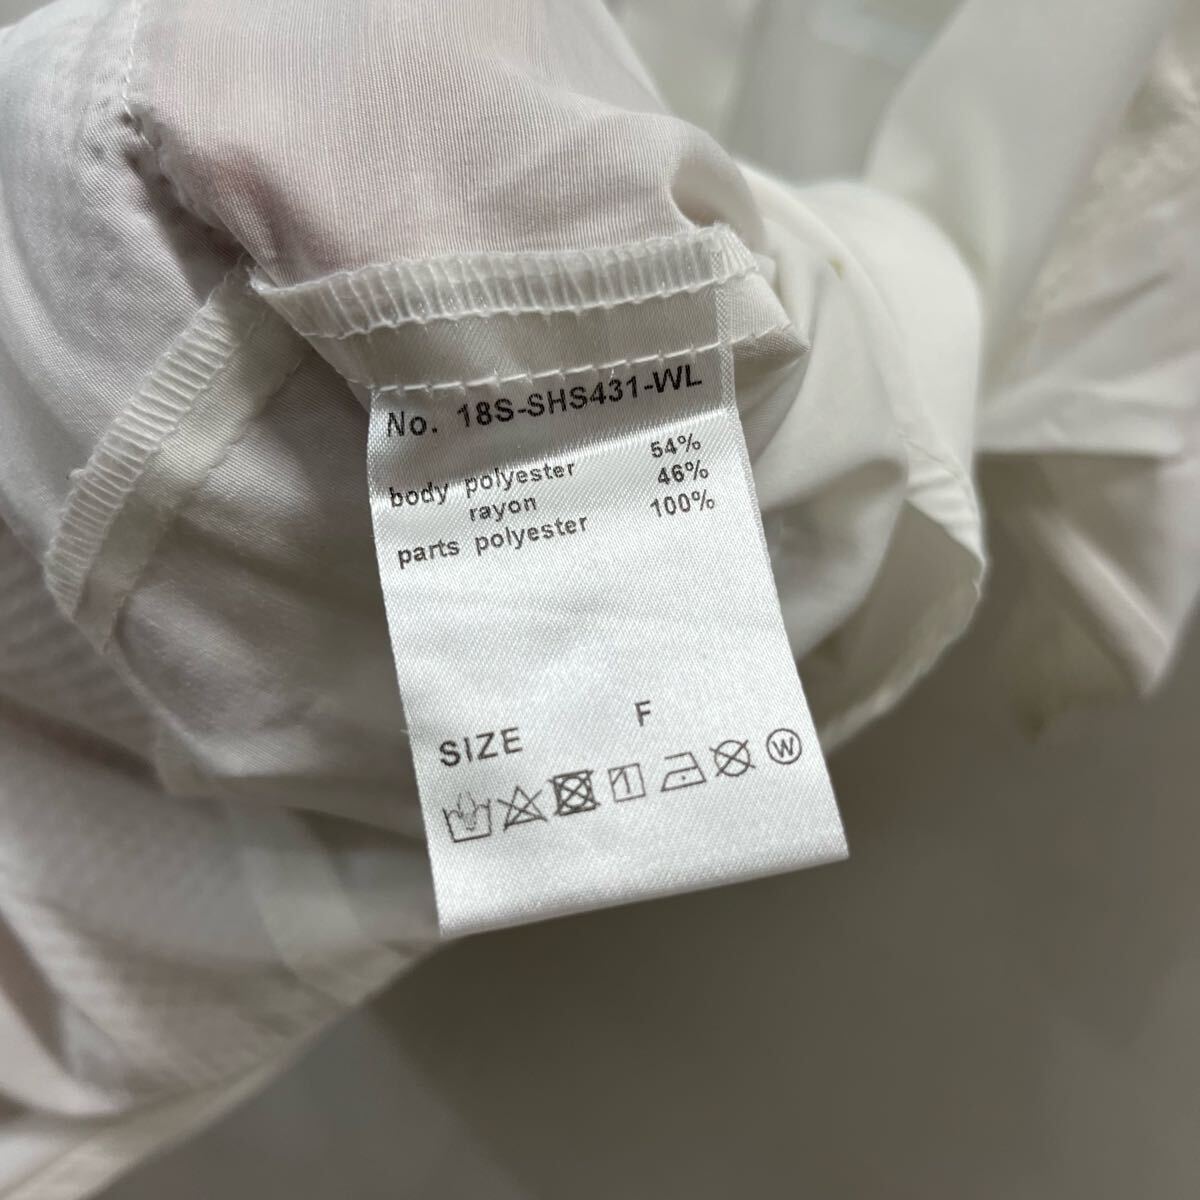 No. 18S-SHS431-WL
body polyester 54%
rayon 46%
parts polyester 100%
SIZE F
W